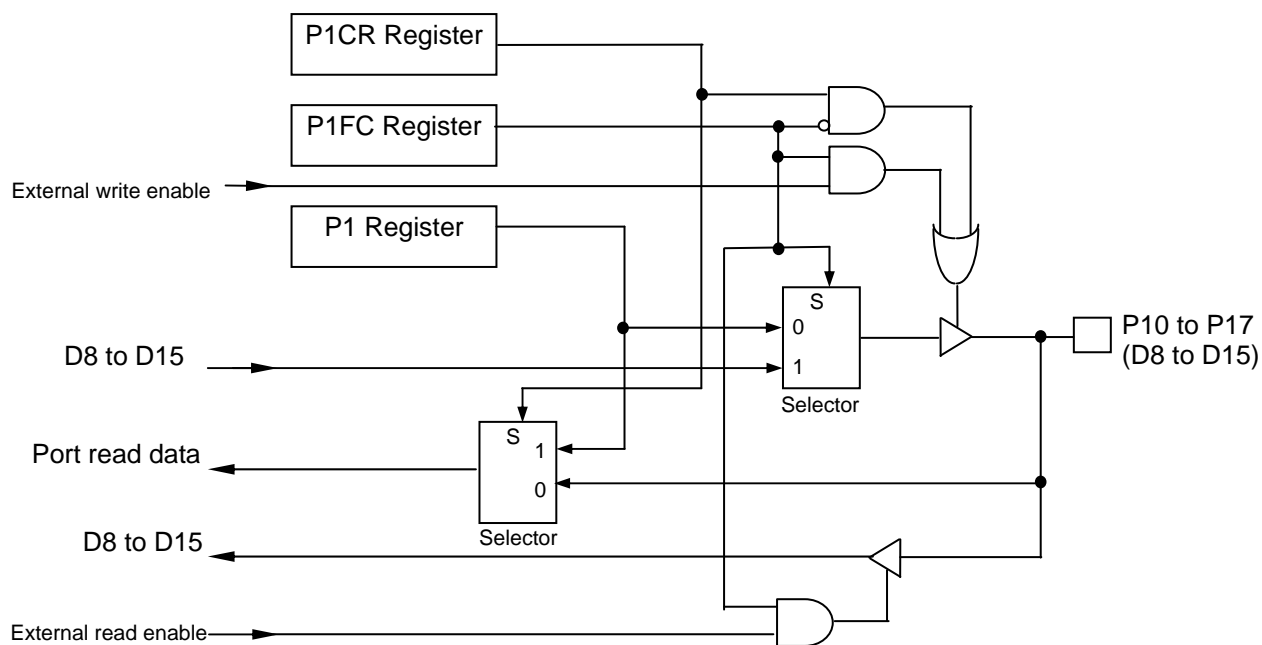 P1CR Register
P1FC Register
External write enable
P1 Register
S
0
1
Selector
P10 to P17
(D8 to D15)
D8 to D15
S
1
0
Selector
Port read data
D8 to D15
External read enable